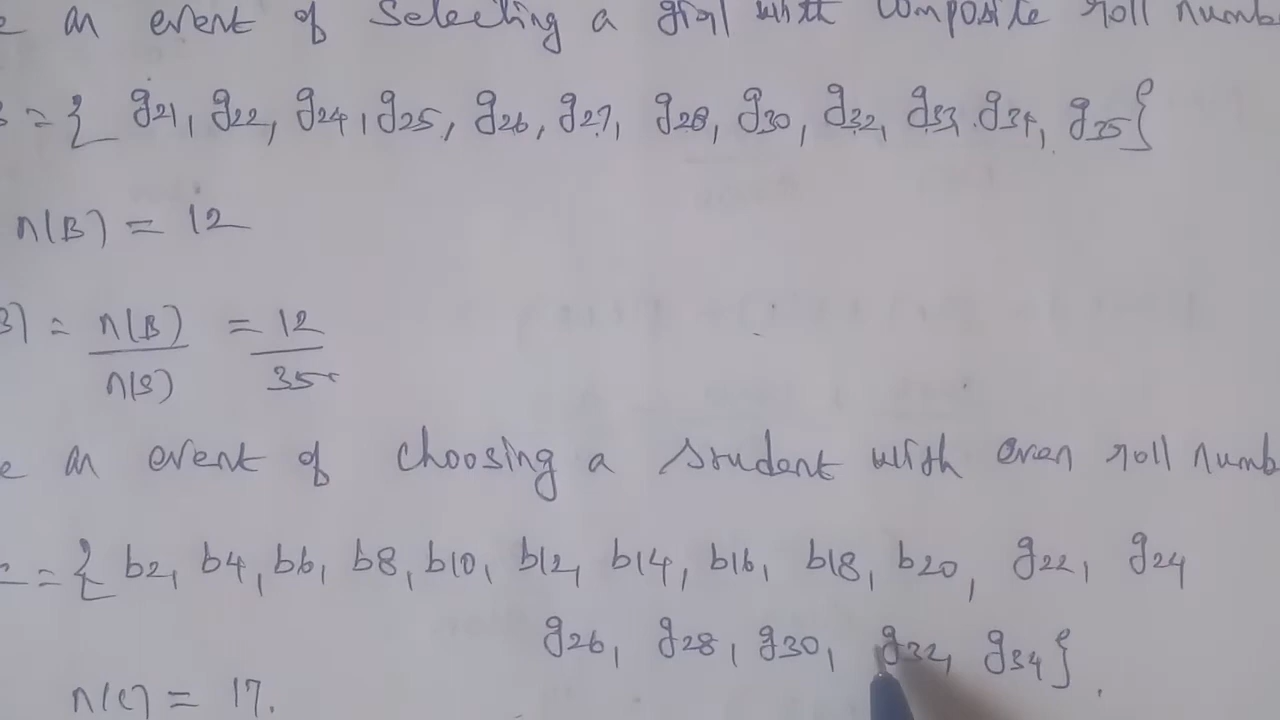 an event of selecting a girl with composite roll numb
= { g21, g22, g24, g25, g26, g27, g28, g30, g32, g33, g34, g35 }
n(B) = 12
B) = n(B) / n(S) = 12 / 35
an event of choosing a student with even roll numb
= { b2, b4, b6, b8, b10, b12, b14, b16, b18, b20, g22, g24
g26, g28, g30, g32, g34 }.
n(C) = 17.